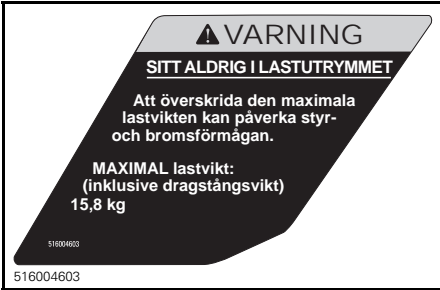 VARNING
SITT ALDRIG I LASTUTRYMMET
Att överskrida den maximala
lastvikten kan påverka styr-
och bromsförmågan.
MAXIMAL lastvikt:
(inklusive dragstångsvikt)
15,8 kg
516004603
516004603